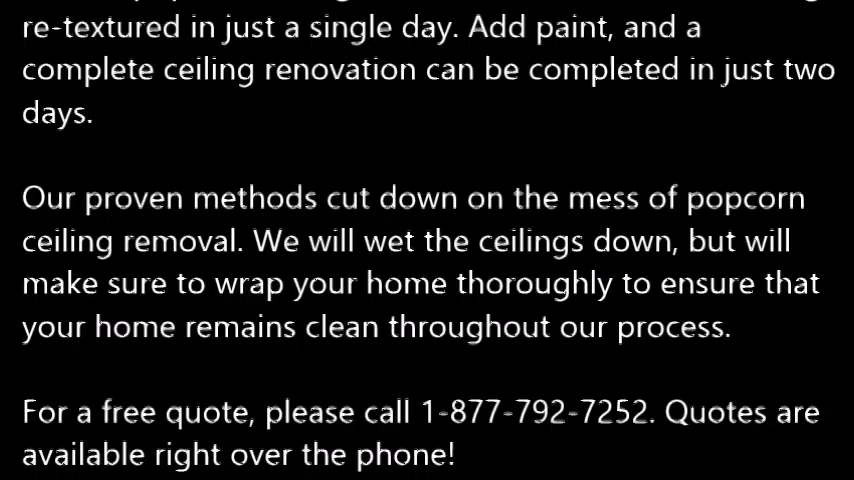 re-textured in just a single day. Add paint, and a
complete ceiling renovation can be completed in just two
days.
Our proven methods cut down on the mess of popcorn
ceiling removal. We will wet the ceilings down, but will
make sure to wrap your home thoroughly to ensure that
your home remains clean throughout our process.
For a free quote, please call 1-877-792-7252. Quotes are
available right over the phone!